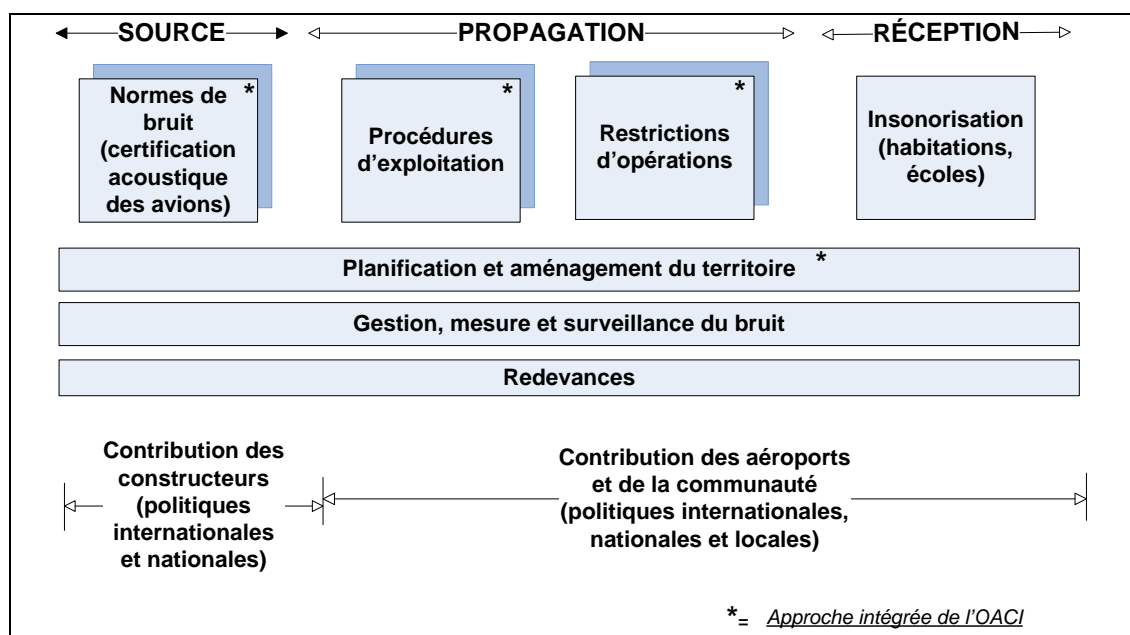 SOURCE PROPAGATION RÉCEPTION
Normes de *
bruit
(certification
acoustique
des avions)
*
Procédures
d'exploitation
*
Restrictions
d'opérations
Insonorisation
(habitations,
écoles)
Planification et aménagement du territoire *
Gestion, mesure et surveillance du bruit
Redevances
Contribution des
constructeurs
(politiques
internationales
et nationales)
Contribution des aéroports
et de la communauté
(politiques internationales,
nationales et locales)
*= Approche intégrée de l'OACI